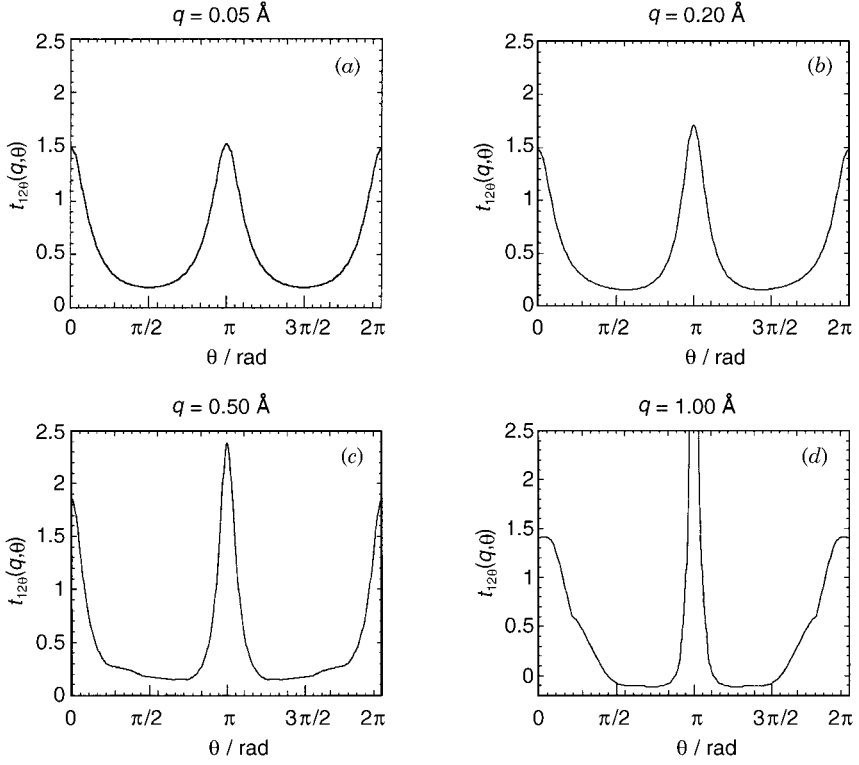 q = 0.05 Å
q = 0.20 Å
(a)
2.5
2
1.5
1
0.5
0
t12θ(q,θ)
0 π/2 π 3π/2 2π
θ / rad
(b)
2.5
2
1.5
1
0.5
0
t12θ(q,θ)
0 π/2 π 3π/2 2π
θ / rad
q = 0.50 Å
q = 1.00 Å
(c)
2.5
2
1.5
1
0.5
0
t12θ(q,θ)
0 π/2 π 3π/2 2π
θ / rad
(d)
2.5
2
1.5
1
0.5
0
t12θ(q,θ)
0 π/2 π 3π/2 2π
θ / rad